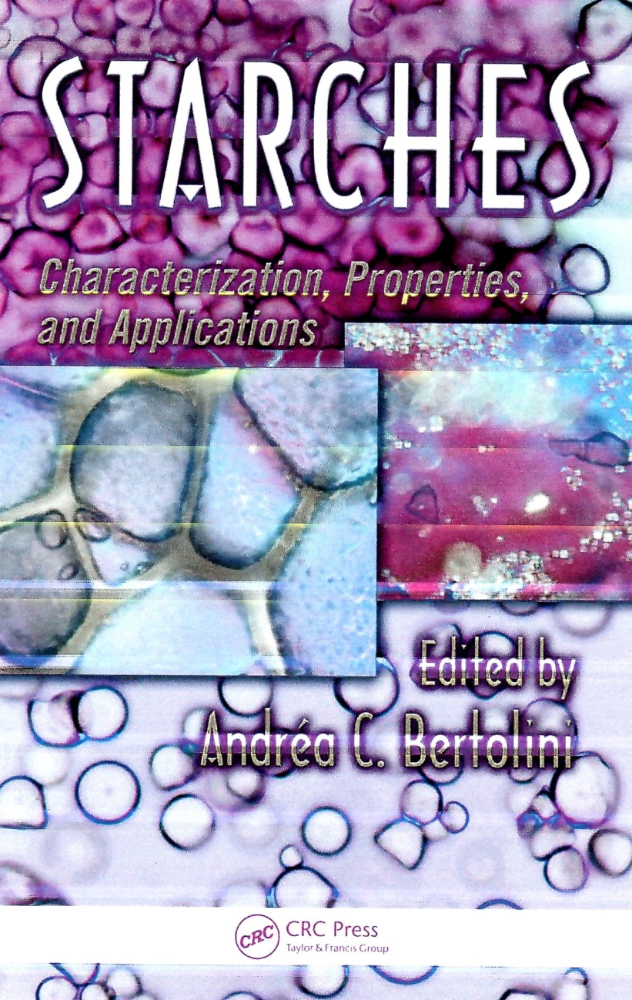 STARCHES
Characterization, Properties,
and Applications
Edited by
Andréa C. Bertolini
CRC
CRC Press
Taylor & Francis Group